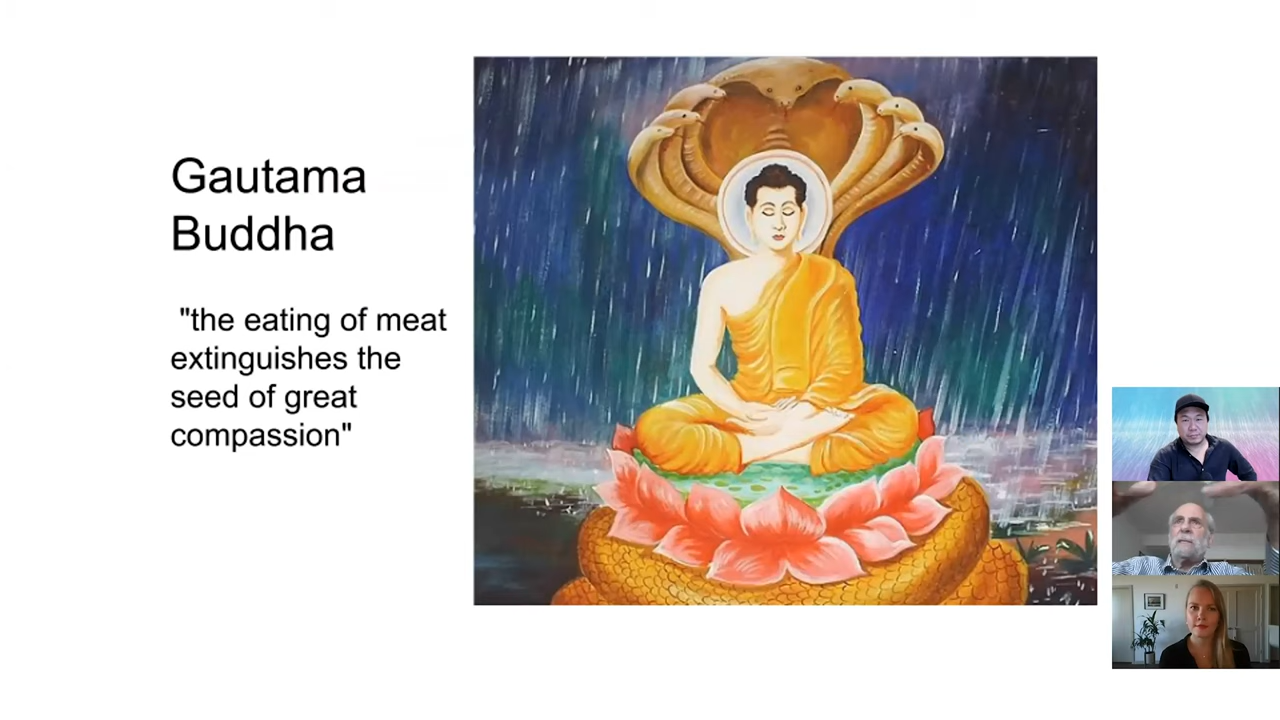 Gautama
Buddha
"the eating of meat
extinguishes the
seed of great
compassion"